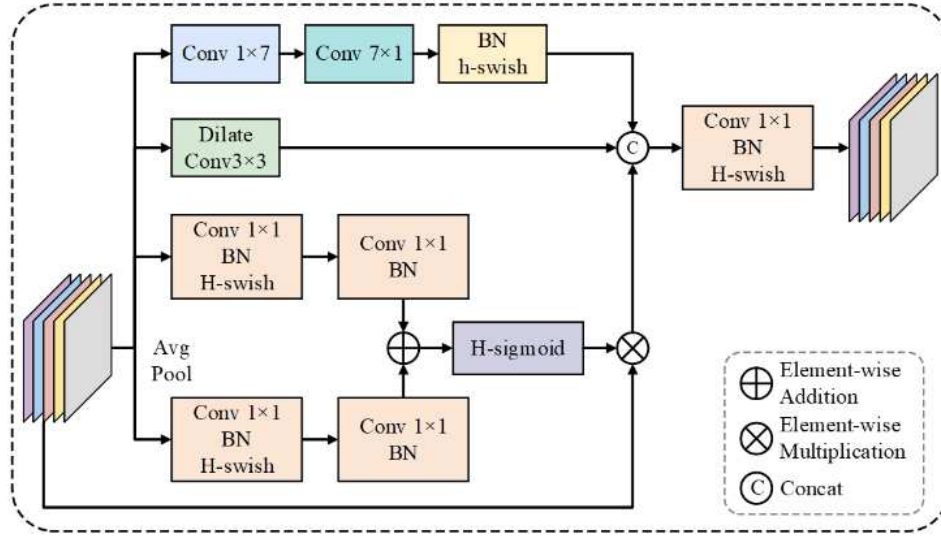 Conv 1×7
Conv 7×1
BN
h-swish
Dilate
Conv3×3
C
Conv 1×1
BN
H-swish
Conv 1×1
BN
H-swish
Conv 1×1
BN
Avg
Pool
H-sigmoid
Conv 1×1
BN
H-swish
Conv 1×1
BN
Element-wise
Addition
Element-wise
Multiplication
C
Concat